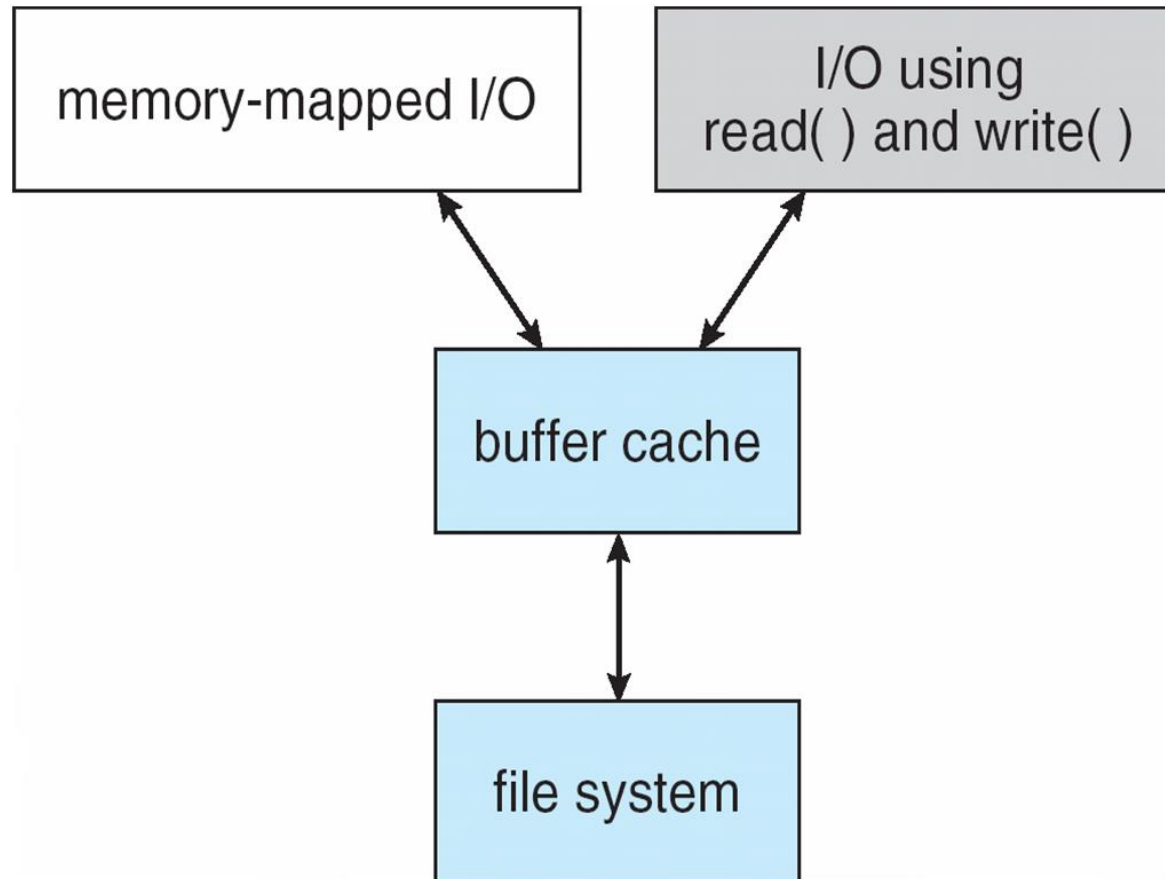 memory-mapped I/O
I/O using
read( ) and write( )
buffer cache
file system